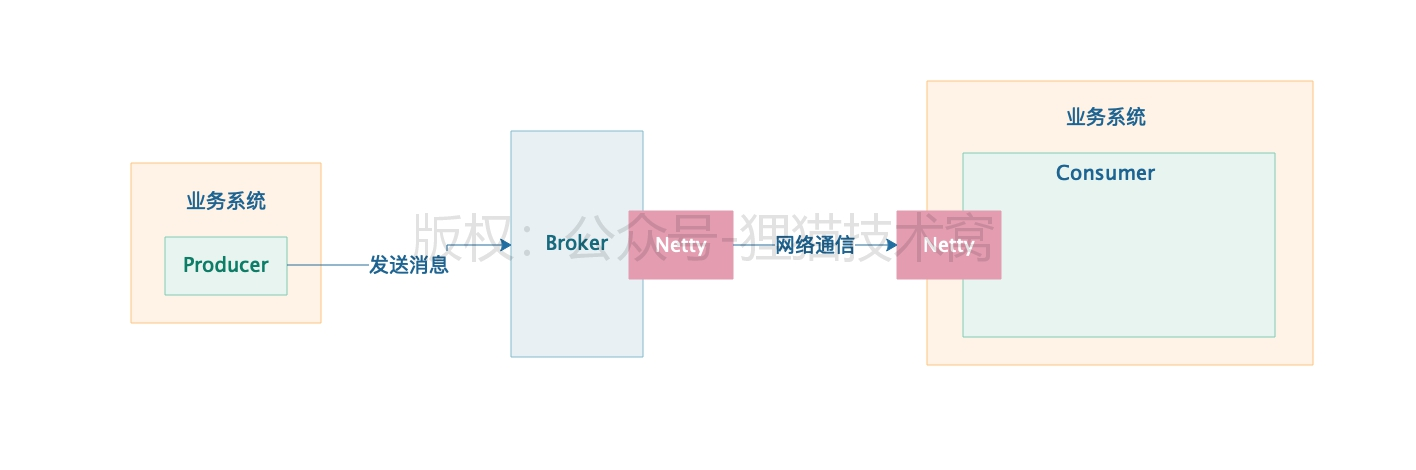 业务系统
Producer
发送消息
Broker
Netty
网络通信
Netty
业务系统
Consumer
版权：公众号-狸猫技术窝